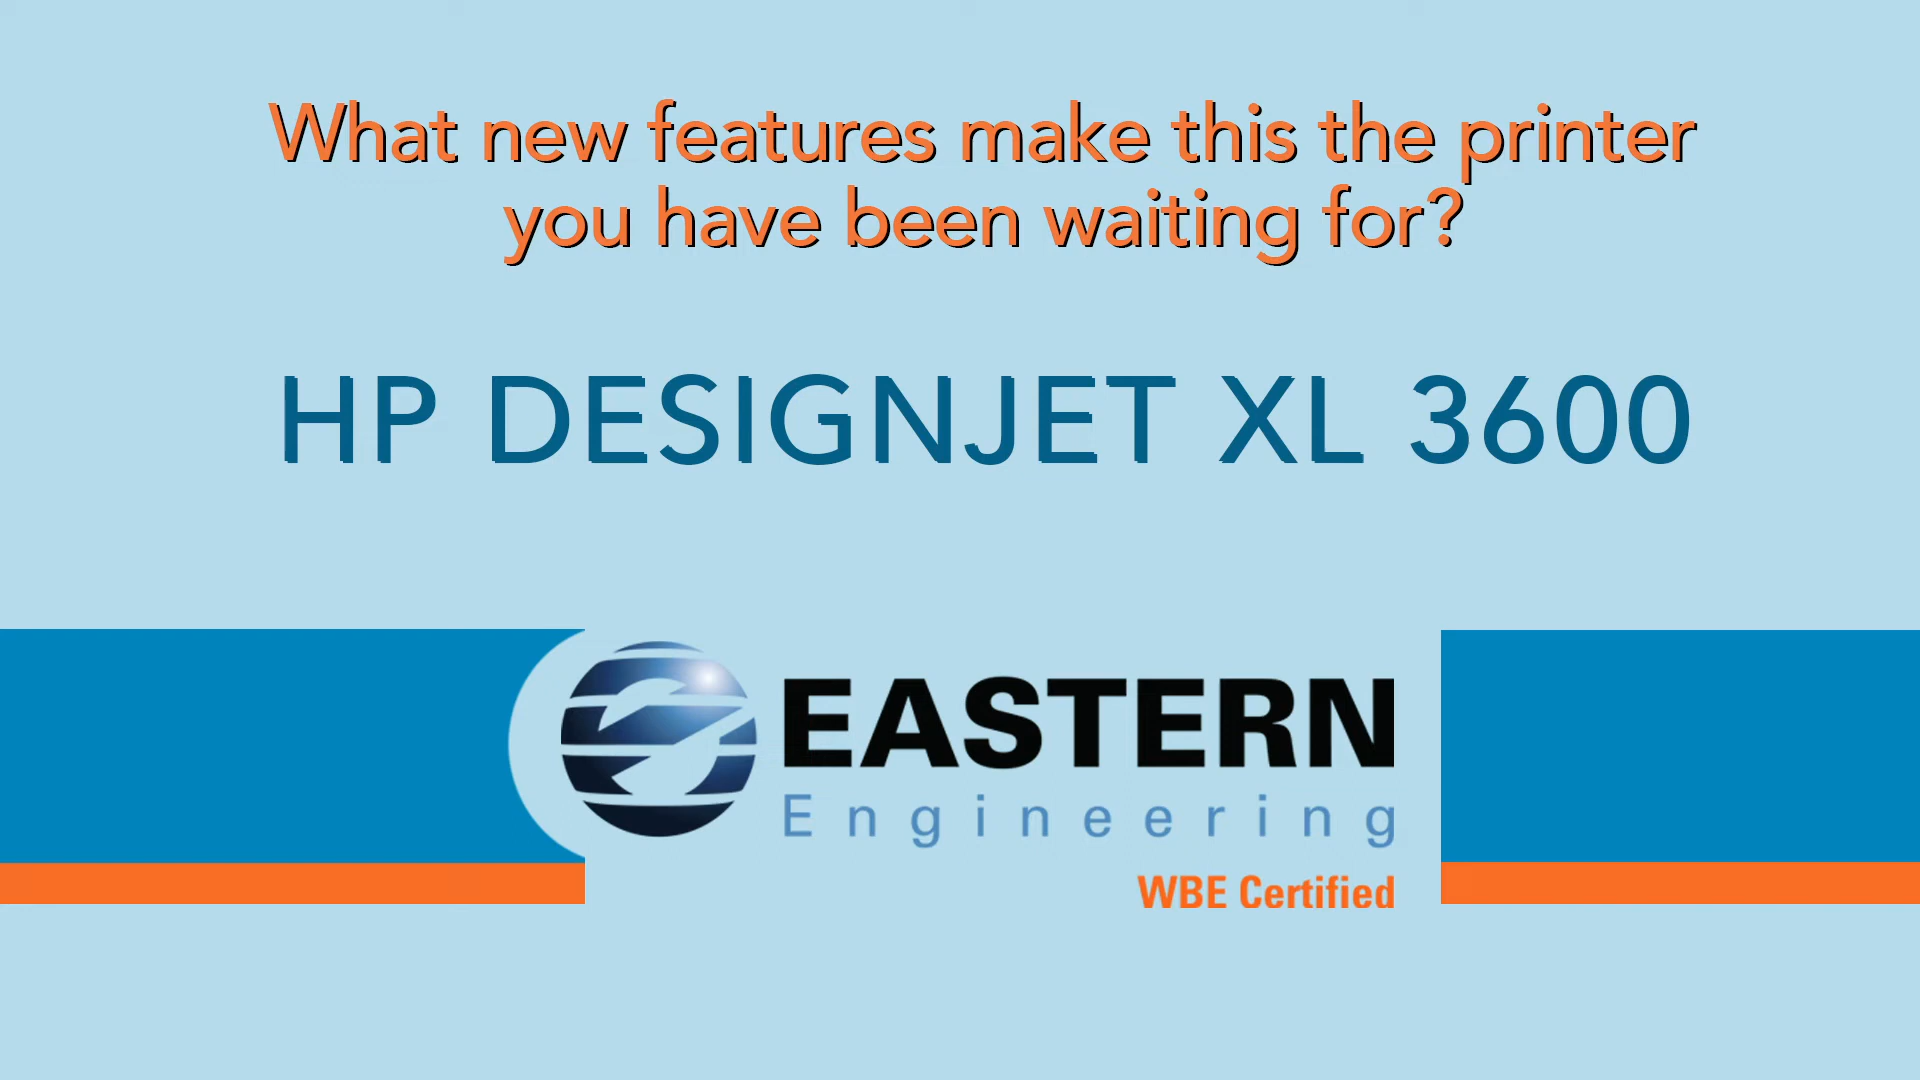 What new features make this the printer
you have been waiting for?
HP DESIGNJET XL 3600
EASTERN
Engineering
WBE Certified